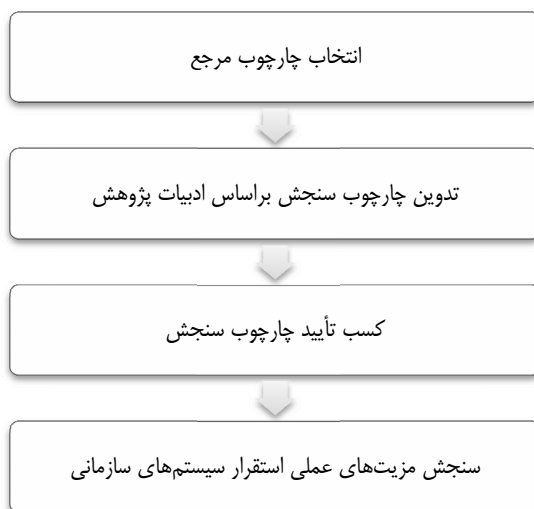 انتخاب چارچوب مرجع
تدوین چارچوب سنجش براساس ادبیات پژوهش
کسب تأیید چارچوب سنجش
سنجش مزیت‌های عملی استقرار سیستم‌های سازمانی